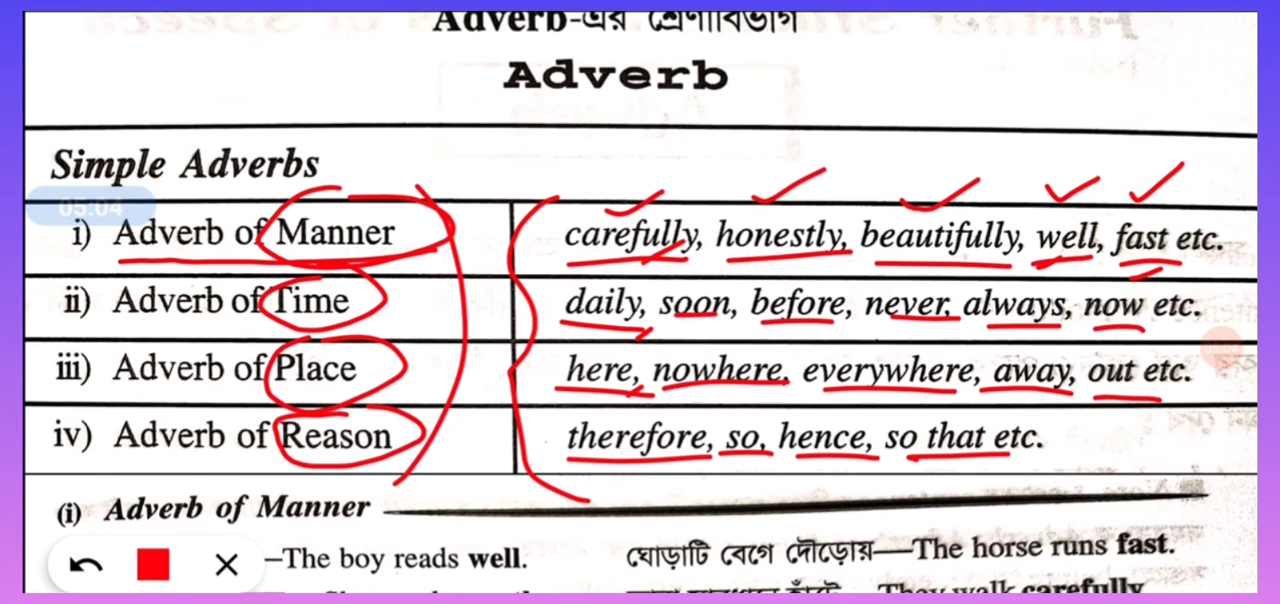 Adverb-এর শ্রেণীবিভাগ
Adverb
Simple Adverbs
05:04
i) Adverb of Manner carefully, honestly, beautifully, well, fast etc.
ii) Adverb of Time daily, soon, before, never, always, now etc.
iii) Adverb of Place here, nowhere, everywhere, away, out etc.
iv) Adverb of Reason therefore, so, hence, so that etc.
(i) Adverb of Manner
—The boy reads well. ঘোড়াটি বেগে দৌড়োয়—The horse runs fast.
They walk carefully